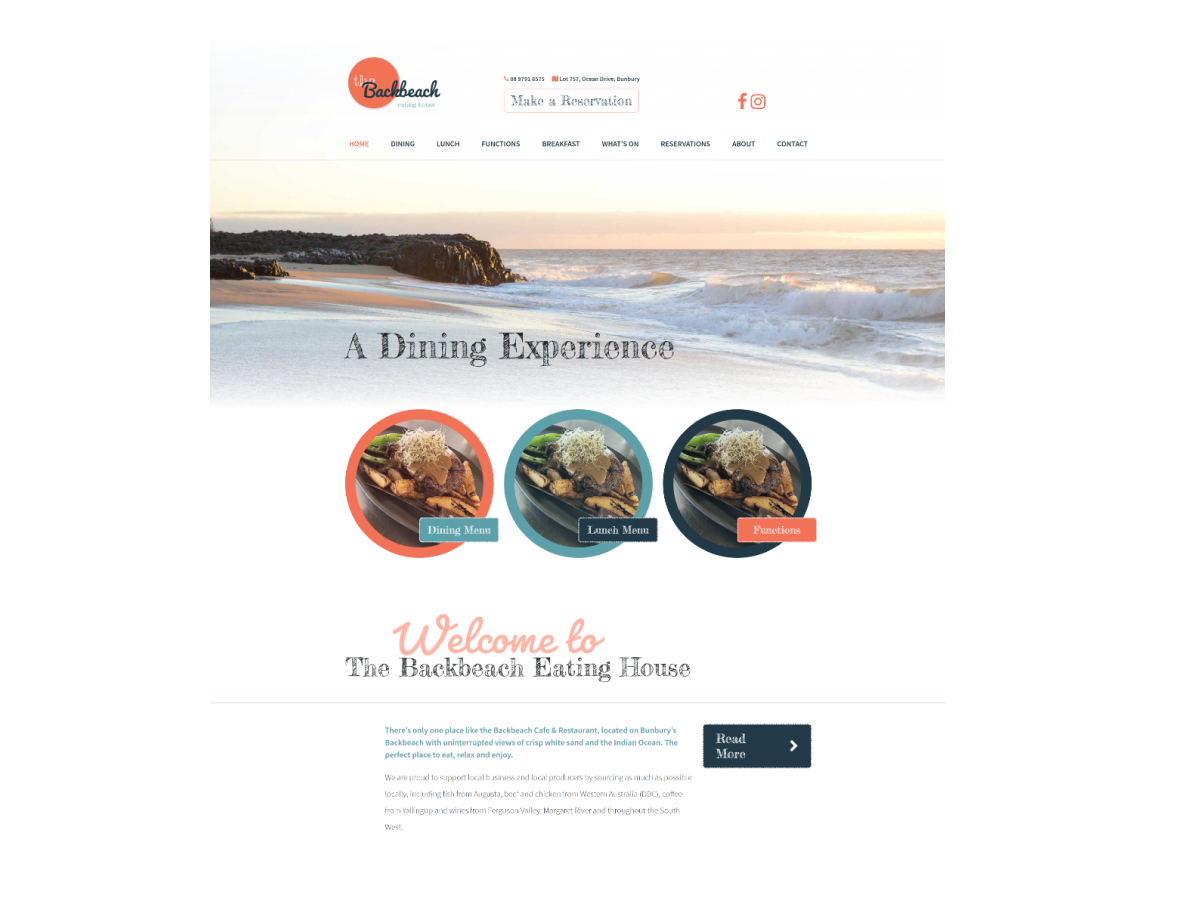 the
Backbeach
eating house
08 9791 6575 Lot 757, Ocean Drive, Bunbury
Make a Reservation
HOME DINING LUNCH FUNCTIONS BREAKFAST WHAT'S ON RESERVATIONS ABOUT CONTACT
A Dining Experience
Dining Menu Lunch Menu Functions
Welcome to
The Backbeach Eating House
There's only one place like the Backbeach Cafe & Restaurant, located on Bunbury's
Backbeach with uninterrupted views of crisp white sand and the Indian Ocean. The
perfect place to eat, relax and enjoy.
Read
More
We are proud to support local business and local producers by sourcing as much as possible
locally, including fish from Augusta, beef and chicken from Western Australia (DBC), coffee
from Yallingup and wines from Ferguson Valley, Margaret River and throughout the South
West.